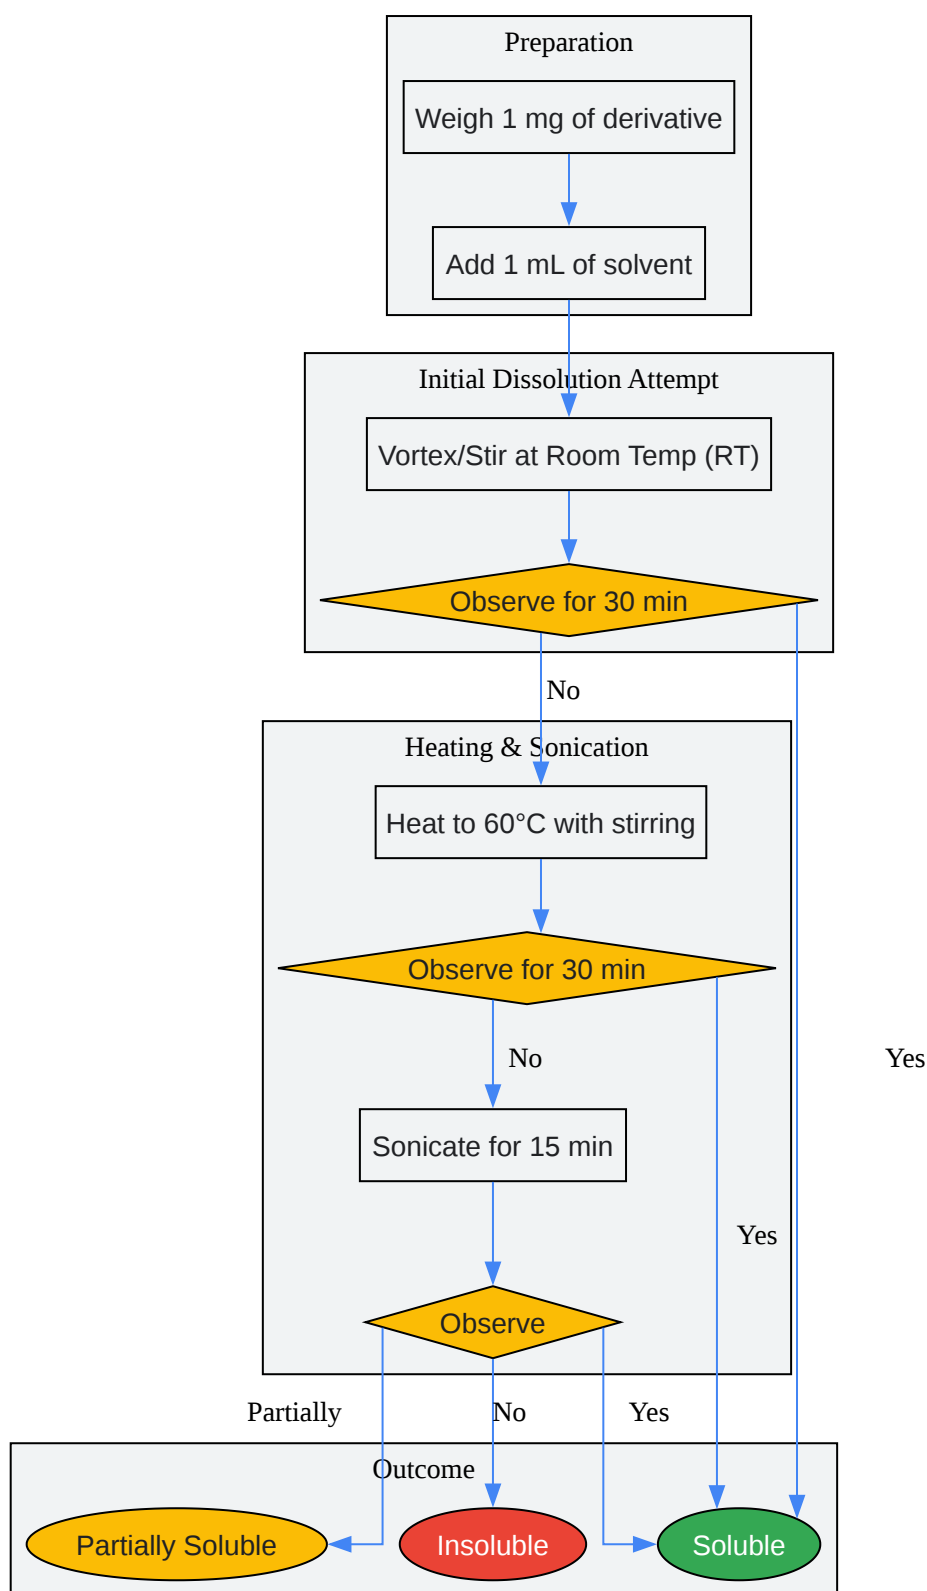 Preparation
Weigh 1 mg of derivative
Add 1 mL of solvent
Initial Dissolution Attempt
Vortex/Stir at Room Temp (RT)
Observe for 30 min
No
Heating & Sonication
Heat to 60°C with stirring
Observe for 30 min
No
Yes
Sonicate for 15 min
Yes
Observe
Partially
No
Yes
Outcome
Partially Soluble
Insoluble
Soluble